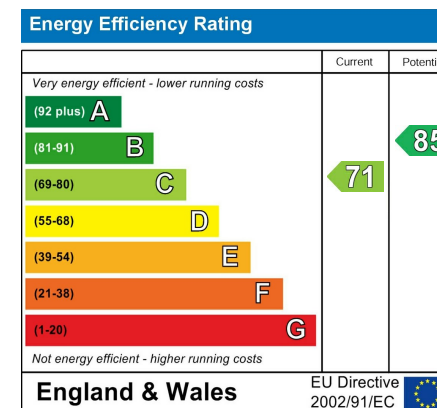 Energy Efficiency Rating
Current Potenti
Very energy efficient - lower running costs
(92 plus) A
(81-91) B
85
(69-80) C
71
(55-68) D
(39-54) E
(21-38) F
(1-20) G
Not energy efficient - higher running costs
England & Wales
EU Directive
2002/91/EC